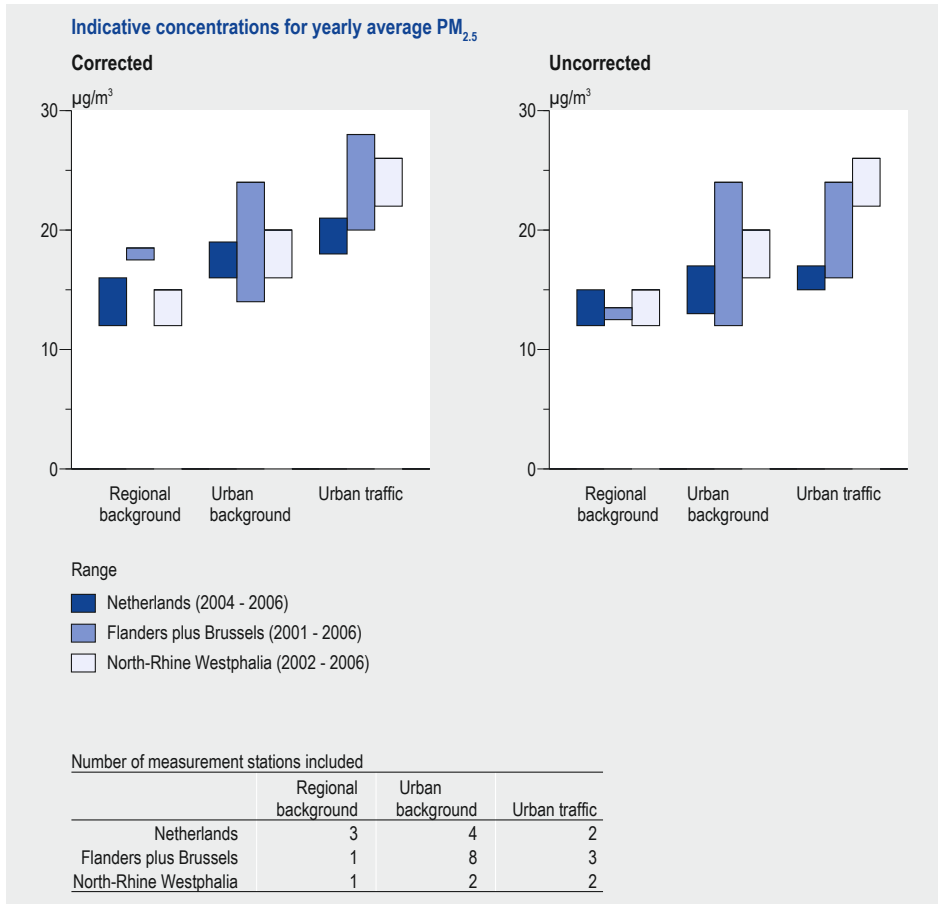 Indicative concentrations for yearly average PM2.5
Corrected
µg/m³
30
20
10
0
Regional background
Urban background
Urban traffic
Uncorrected
µg/m³
30
20
10
0
Regional background
Urban background
Urban traffic
Range
Netherlands (2004 - 2006)
Flanders plus Brussels (2001 - 2006)
North-Rhine Westphalia (2002 - 2006)
Number of measurement stations included
Regional background Urban background Urban traffic
Netherlands 3 4 2
Flanders plus Brussels 1 8 3
North-Rhine Westphalia 1 2 2